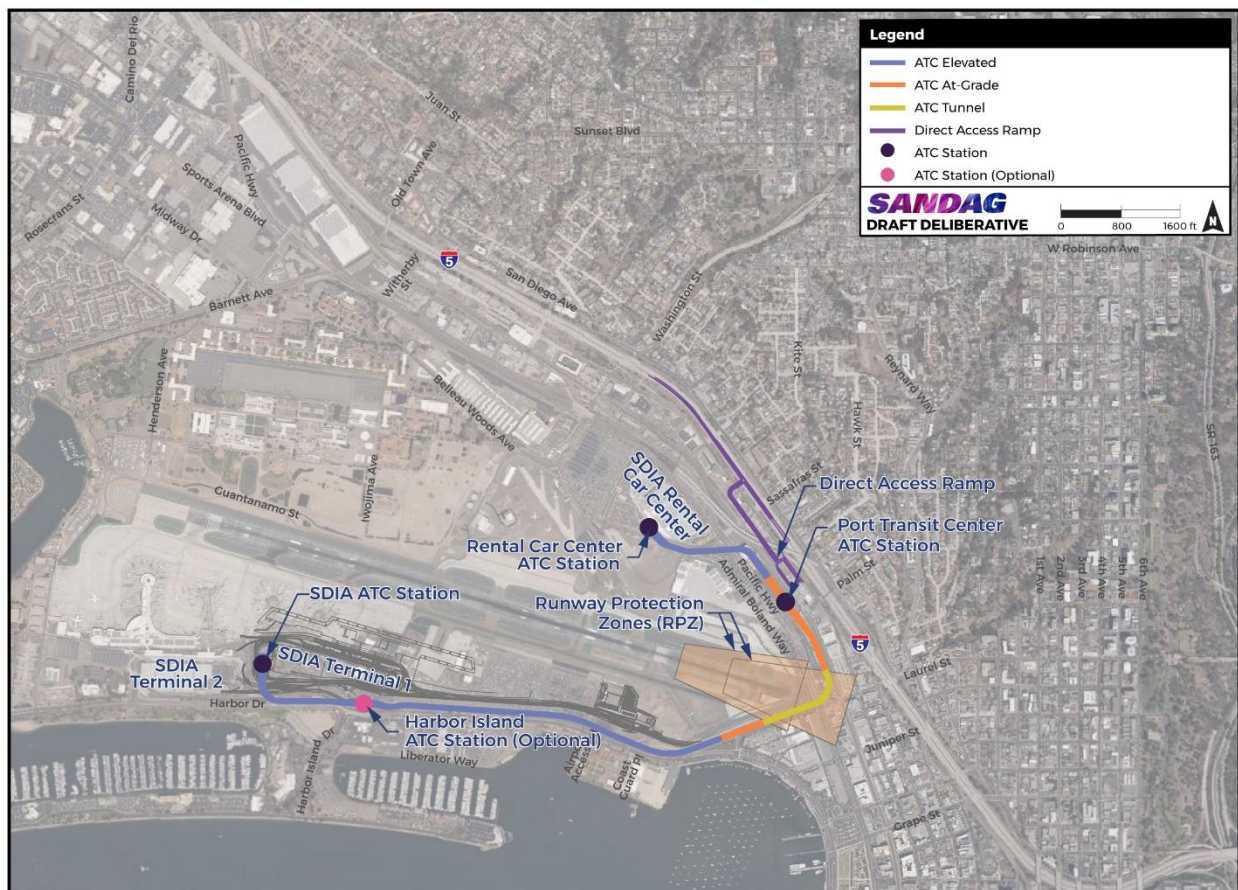 Legend
ATC Elevated
ATC At-Grade
ATC Tunnel
Direct Access Ramp
ATC Station
ATC Station (Optional)
SANDAG
DRAFT DELIBERATIVE
0 800 1600 ft
N
Camino Del Rio
Juan St
Sunset Blvd
Pacific Hwy
Old Town Ave
Sports Arena Blvd
Rosecrans St
Midway Dr
W Robinson Ave
5
Witherby
St
San Diego Ave
Washington St
Barnett Ave
Henderson Ave
Kite St
Reynard Way
Belleau Woods Ave
Hawk St
SR-163
Guantanamo St
Iwojima Ave
Sassafras St
SDIA Rental
Car Center
Direct Access Ramp
Port Transit Center
ATC Station
Rental Car Center
ATC Station
Pacific Hwy
Admiral Boland Way
Palm St
1st Ave
2nd Ave
3rd Ave
4th Ave
5th Ave
6th Ave
SDIA ATC Station
Runway Protection
Zones (RPZ)
5
SDIA
Terminal 2
SDIA Terminal 1
Laurel St
Harbor Dr
Harbor Island
ATC Station (Optional)
Harbor Island Dr
Liberator Way
Airport
Access
Coast
Guard Pl
Juniper St
Grape St